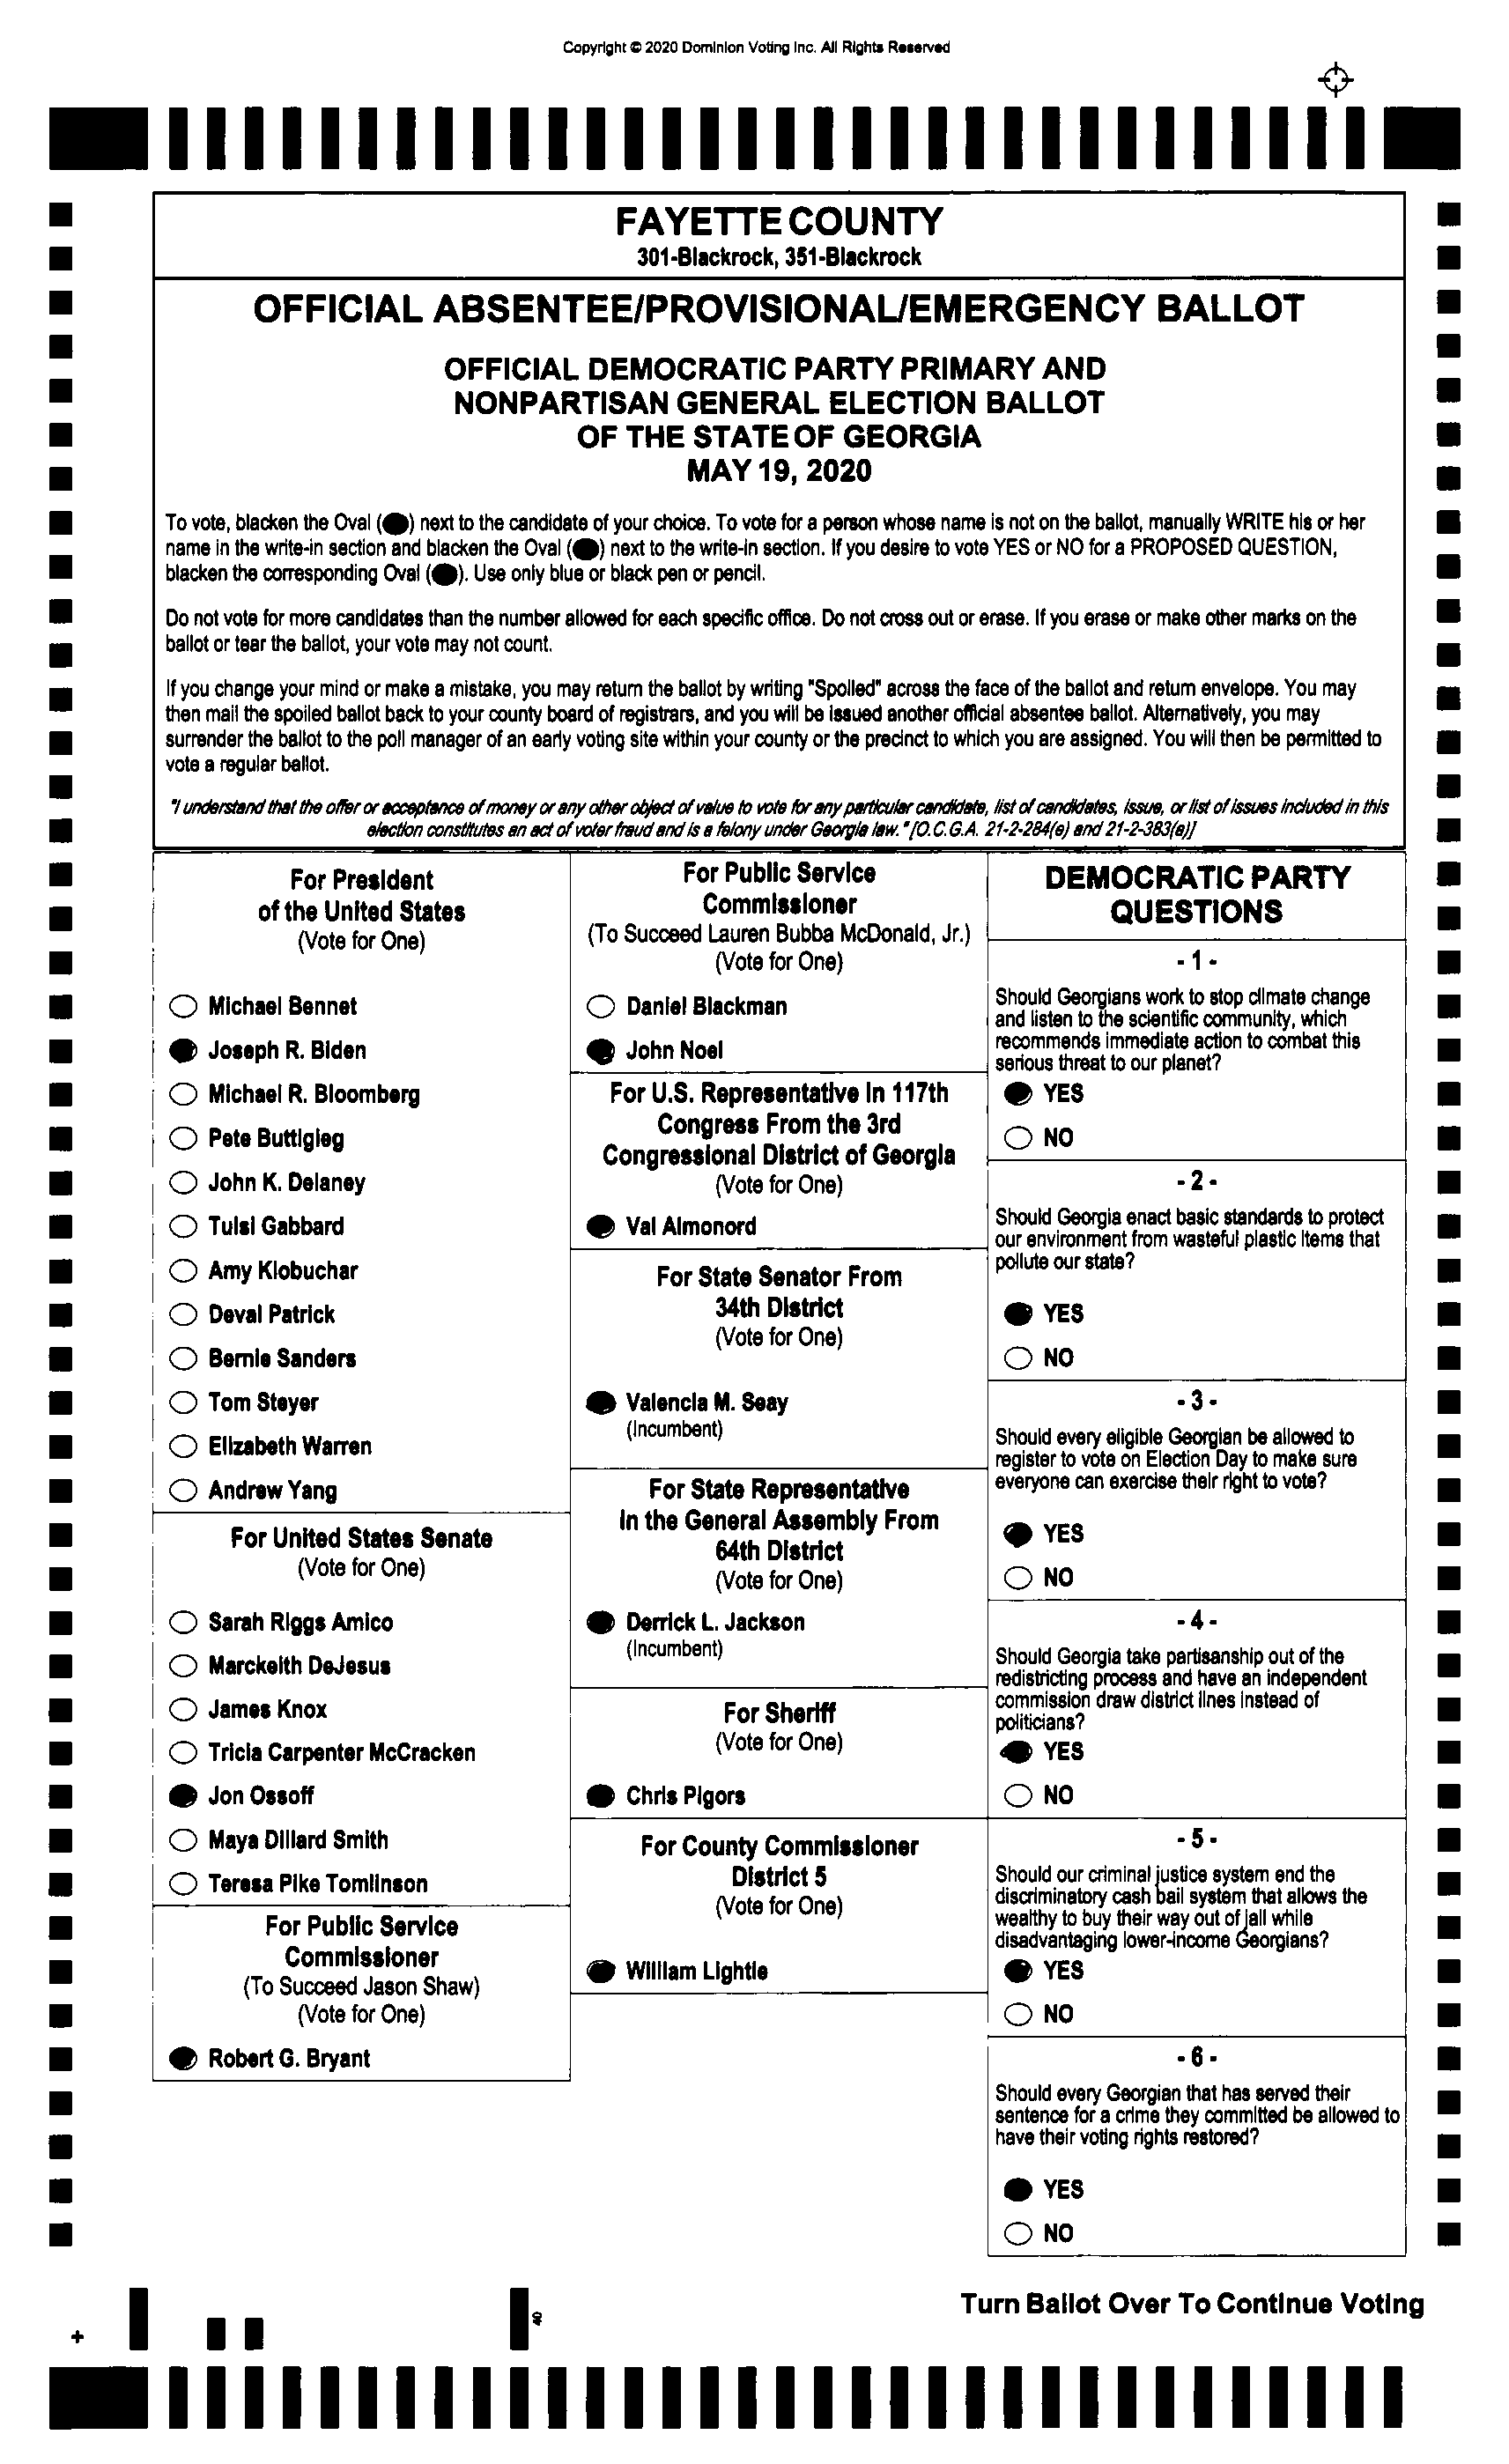 Copyright © 2020 Dominion Voting Inc. All Rights Reserved
FAYETTE COUNTY
301-Blackrock, 351-Blackrock
OFFICIAL ABSENTEE/PROVISIONAL/EMERGENCY BALLOT
OFFICIAL DEMOCRATIC PARTY PRIMARY AND
NONPARTISAN GENERAL ELECTION BALLOT
OF THE STATE OF GEORGIA
MAY 19, 2020
To vote, blacken the Oval (●) next to the candidate of your choice. To vote for a person whose name is not on the ballot, manually WRITE his or her
name in the write-in section and blacken the Oval (●) next to the write-in section. If you desire to vote YES or NO for a PROPOSED QUESTION,
blacken the corresponding Oval (●). Use only blue or black pen or pencil.
Do not vote for more candidates than the number allowed for each specific office. Do not cross out or erase. If you erase or make other marks on the
ballot or tear the ballot, your vote may not count.
If you change your mind or make a mistake, you may return the ballot by writing "Spoiled" across the face of the ballot and return envelope. You may
then mail the spoiled ballot back to your county board of registrars, and you will be issued another official absentee ballot. Alternatively, you may
surrender the ballot to the poll manager of an early voting site within your county or the precinct to which you are assigned. You will then be permitted to
vote a regular ballot.
"I understand that the offer or acceptance of money or any other object of value to vote for any particular candidate, list of candidates, issue, or list of issues included in this
election constitutes an act of voter fraud and is a felony under Georgia law." [O.C.G.A. 21-2-284(e) and 21-2-383(a)]
For President
of the United States
(Vote for One)
Michael Bennet
Joseph R. Biden
Michael R. Bloomberg
Pete Buttigieg
John K. Delaney
Tulsi Gabbard
Amy Klobuchar
Deval Patrick
Bernie Sanders
Tom Steyer
Elizabeth Warren
Andrew Yang
For United States Senate
(Vote for One)
Sarah Riggs Amico
Marckeith DeJesus
James Knox
Tricia Carpenter McCracken
Jon Ossoff
Maya Dillard Smith
Teresa Pike Tomlinson
For Public Service
Commissioner
(To Succeed Jason Shaw)
(Vote for One)
Robert G. Bryant
For Public Service
Commissioner
(To Succeed Lauren Bubba McDonald, Jr.)
(Vote for One)
Daniel Blackman
John Noel
For U.S. Representative in 117th
Congress From the 3rd
Congressional District of Georgia
(Vote for One)
Val Almonord
For State Senator From
34th District
(Vote for One)
Valencia M. Seay
(Incumbent)
For State Representative
In the General Assembly From
64th District
(Vote for One)
Derrick L. Jackson
(Incumbent)
For Sheriff
(Vote for One)
Chris Pigors
For County Commissioner
District 5
(Vote for One)
William Lightle
DEMOCRATIC PARTY
QUESTIONS
- 1 -
Should Georgians work to stop climate change
and listen to the scientific community, which
recommends immediate action to combat this
serious threat to our planet?
YES
NO
- 2 -
Should Georgia enact basic standards to protect
our environment from wasteful plastic items that
pollute our state?
YES
NO
- 3 -
Should every eligible Georgian be allowed to
register to vote on Election Day to make sure
everyone can exercise their right to vote?
YES
NO
- 4 -
Should Georgia take partisanship out of the
redistricting process and have an independent
commission draw district lines instead of
politicians?
YES
NO
- 5 -
Should our criminal justice system end the
discriminatory cash bail system that allows the
wealthy to buy their way out of jail while
disadvantaging lower-income Georgians?
YES
NO
- 6 -
Should every Georgian that has served their
sentence for a crime they committed be allowed to
have their voting rights restored?
YES
NO
Turn Ballot Over To Continue Voting